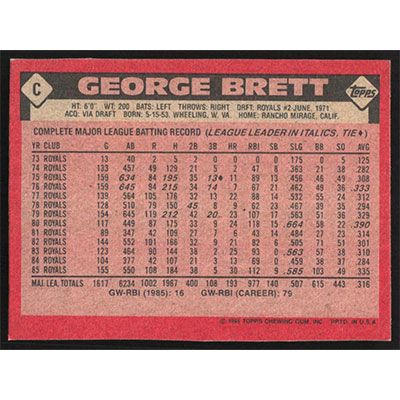 C
GEORGE BRETT
Topps
HT: 6'0" WT: 200 BATS: LEFT THROWS: RIGHT DRFT: ROYALS #2-JUNE, 1971
ACQ: VIA DRAFT BORN: 5-15-53, WHEELING, W. VA. HOME: RANCHO MIRAGE, CALIF.
COMPLETE MAJOR LEAGUE BATTING RECORD (LEAGUE LEADER IN ITALICS, TIE♦)
YR CLUB G AB R H 2B 3B HR RBI SB SLG BB SO AVG
73 ROYALS 13 40 2 5 2 0 0 0 0 .175 0 5 .125
74 ROYALS 133 457 49 129 21 5 2 47 8 .363 21 38 .282
75 ROYALS 159 634 84 195 35 13♦ 11 89 13 .456 46 49 .308
76 ROYALS 159 645 94 215 34 14 7 67 21 .462 49 36 .333
77 ROYALS 139 564 105 176 32 13 22 88 14 .532 55 24 .312
78 ROYALS 128 510 79 150 45 8 9 62 23 .467 39 35 .294
79 ROYALS 154 645 119 212 42 20 23 107 17 .563 51 36 .329
80 ROYALS 117 449 87 175 33 9 24 118 15 .664 58 22 .390
81 ROYALS 89 347 42 109 27 7 6 43 14 .484 27 23 .314
82 ROYALS 144 552 101 166 32 9 21 82 6 .505 71 51 .301
83 ROYALS 123 464 90 144 38 2 25 93 0 .563 57 39 .310
84 ROYALS 104 377 42 107 21 3 13 69 0 .459 38 37 .284
85 ROYALS 155 550 108 184 38 5 30 112 9 .585 103 49 .335
MAJ. LEA. TOTALS 1617 6234 1002 1967 400 108 193 977 140 .507 615 443 .316
GW-RBI (1985): 16 GW-RBI (CAREER): 79
© 1986 TOPPS CHEWING GUM, INC. PRTD. IN U.S.A.